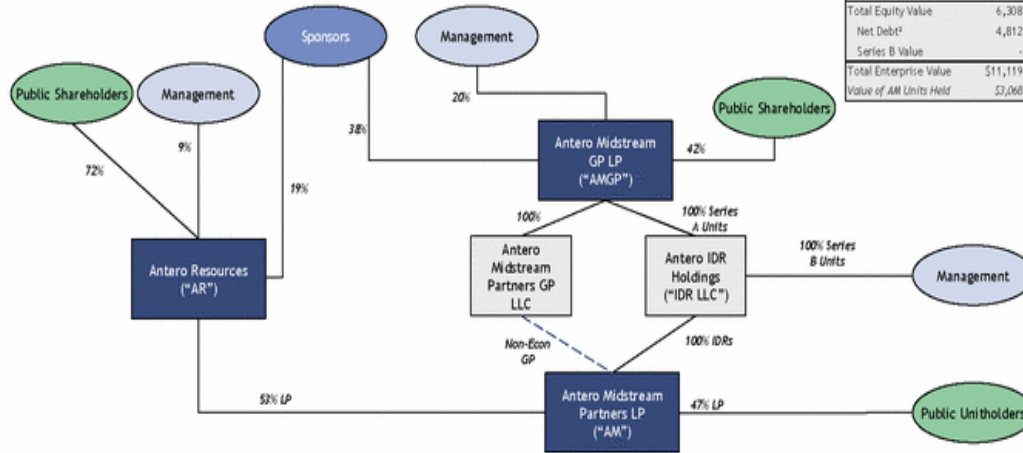 Total Equity Value 6,308
Net Debt² 4,812
Series B Value -
Total Enterprise Value $11,119
Value of AM Units Held $3,068
Sponsors
Management
Public Shareholders
Management
Public Shareholders
20%
38%
9%
72%
19%
Antero Midstream
GP LP
("AMGP")
42%
100%
100% Series
A Units
Antero Resources
("AR")
Antero
Midstream
Partners GP
LLC
Antero IDR
Holdings
("IDR LLC")
100% Series
B Units
Management
Non-Econ
GP
100% IDRs
53% LP
Antero Midstream
Partners LP
("AM")
47% LP
Public Unitholders